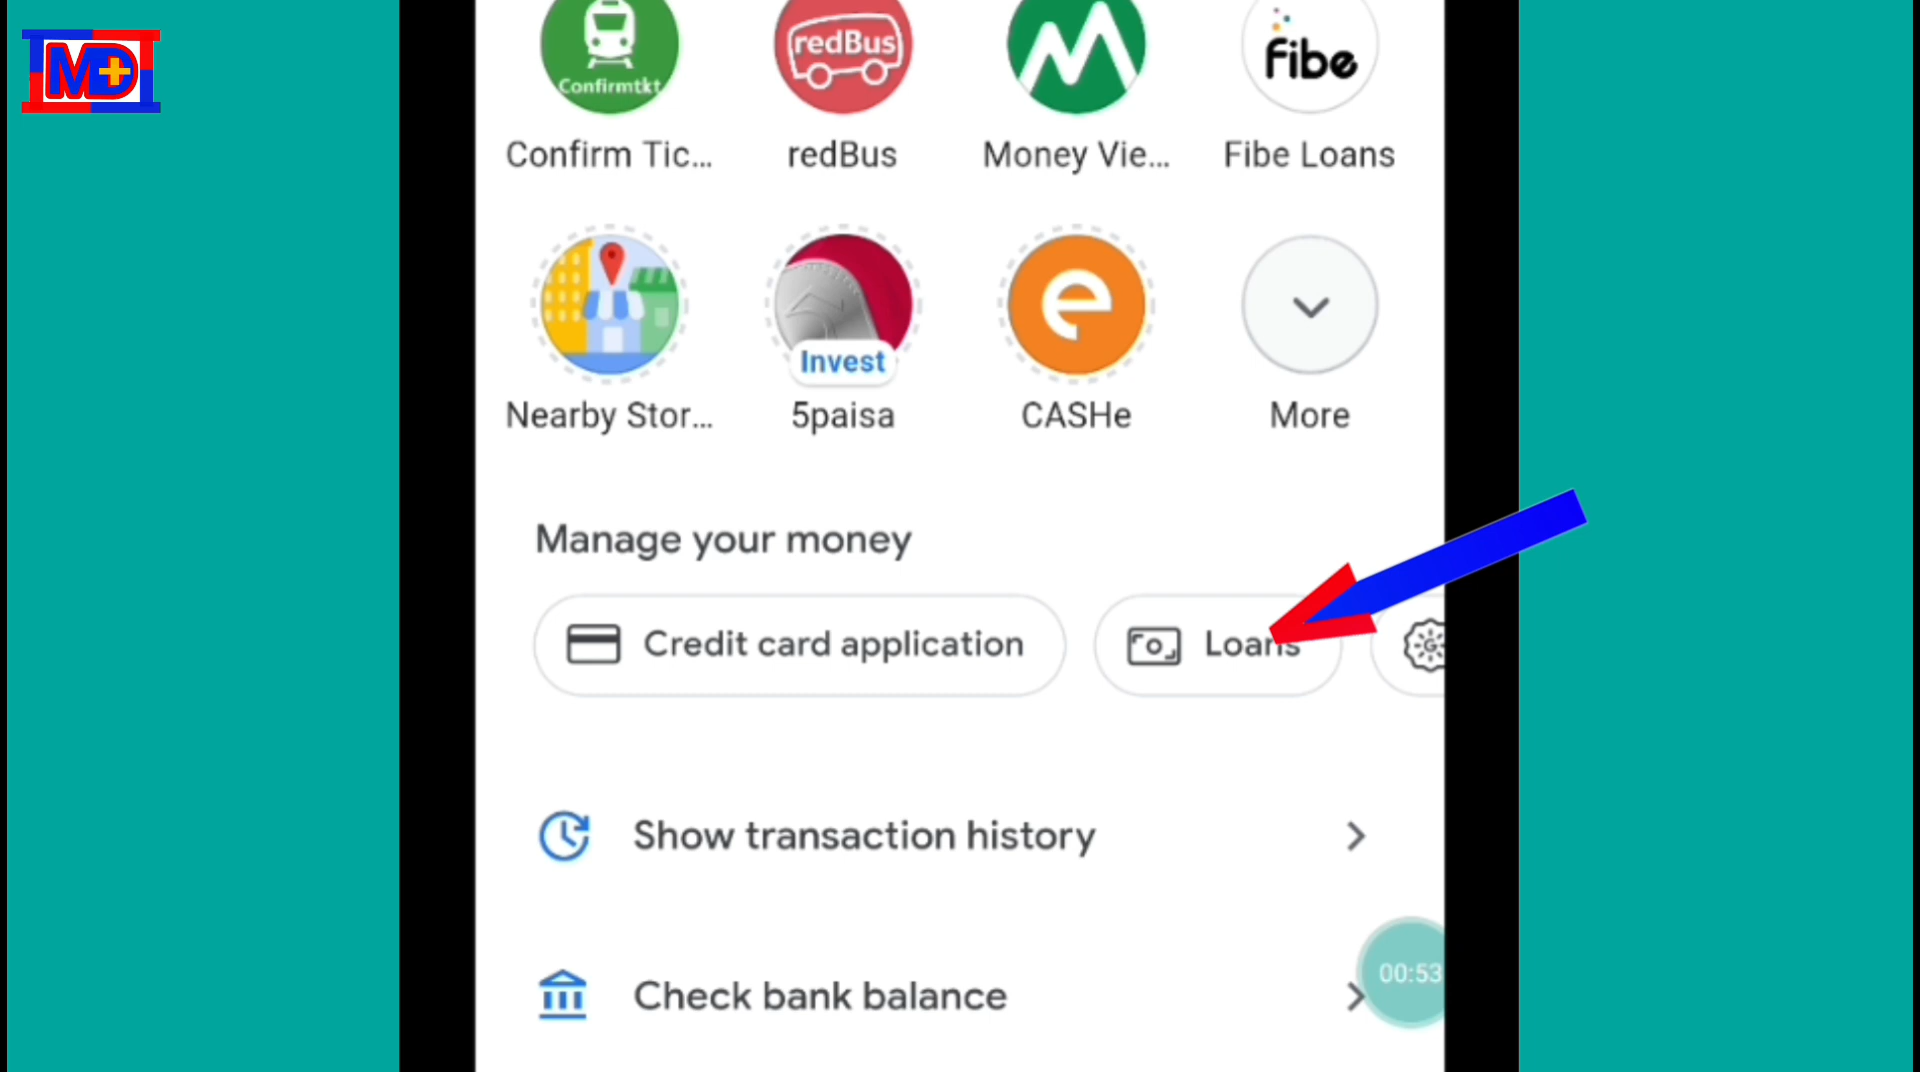 MD+
Confirmtkt
redBus
fibe
Confirm Tic...
redBus
Money Vie...
Fibe Loans
Invest
Nearby Stor...
5paisa
CASHe
More
Manage your money
Credit card application
Loans
Show transaction history
00:53
Check bank balance